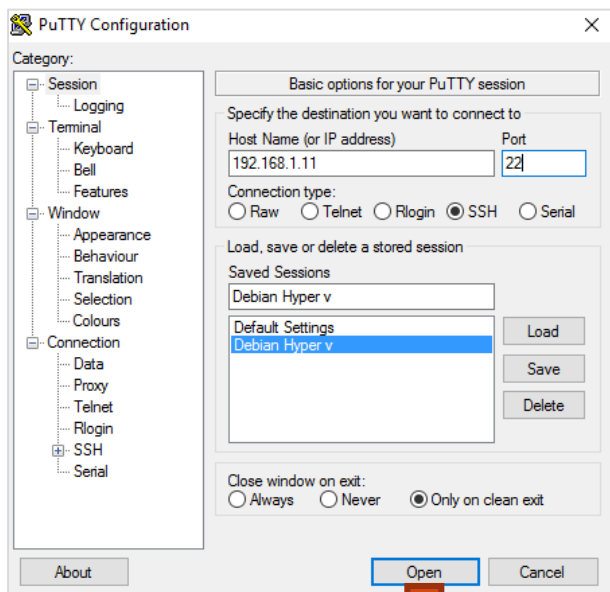 PuTTY Configuration
Category:
Session
Logging
Terminal
Keyboard
Bell
Features
Window
Appearance
Behaviour
Translation
Selection
Colours
Connection
Data
Proxy
Telnet
Rlogin
SSH
Serial
Basic options for your PuTTY session
Specify the destination you want to connect to
Host Name (or IP address) Port
192.168.1.11 22
Connection type:
Raw Telnet Rlogin SSH Serial
Load, save or delete a stored session
Saved Sessions
Debian Hyper v
Default Settings
Debian Hyper v
Load
Save
Delete
Close window on exit:
Always Never Only on clean exit
About Open Cancel